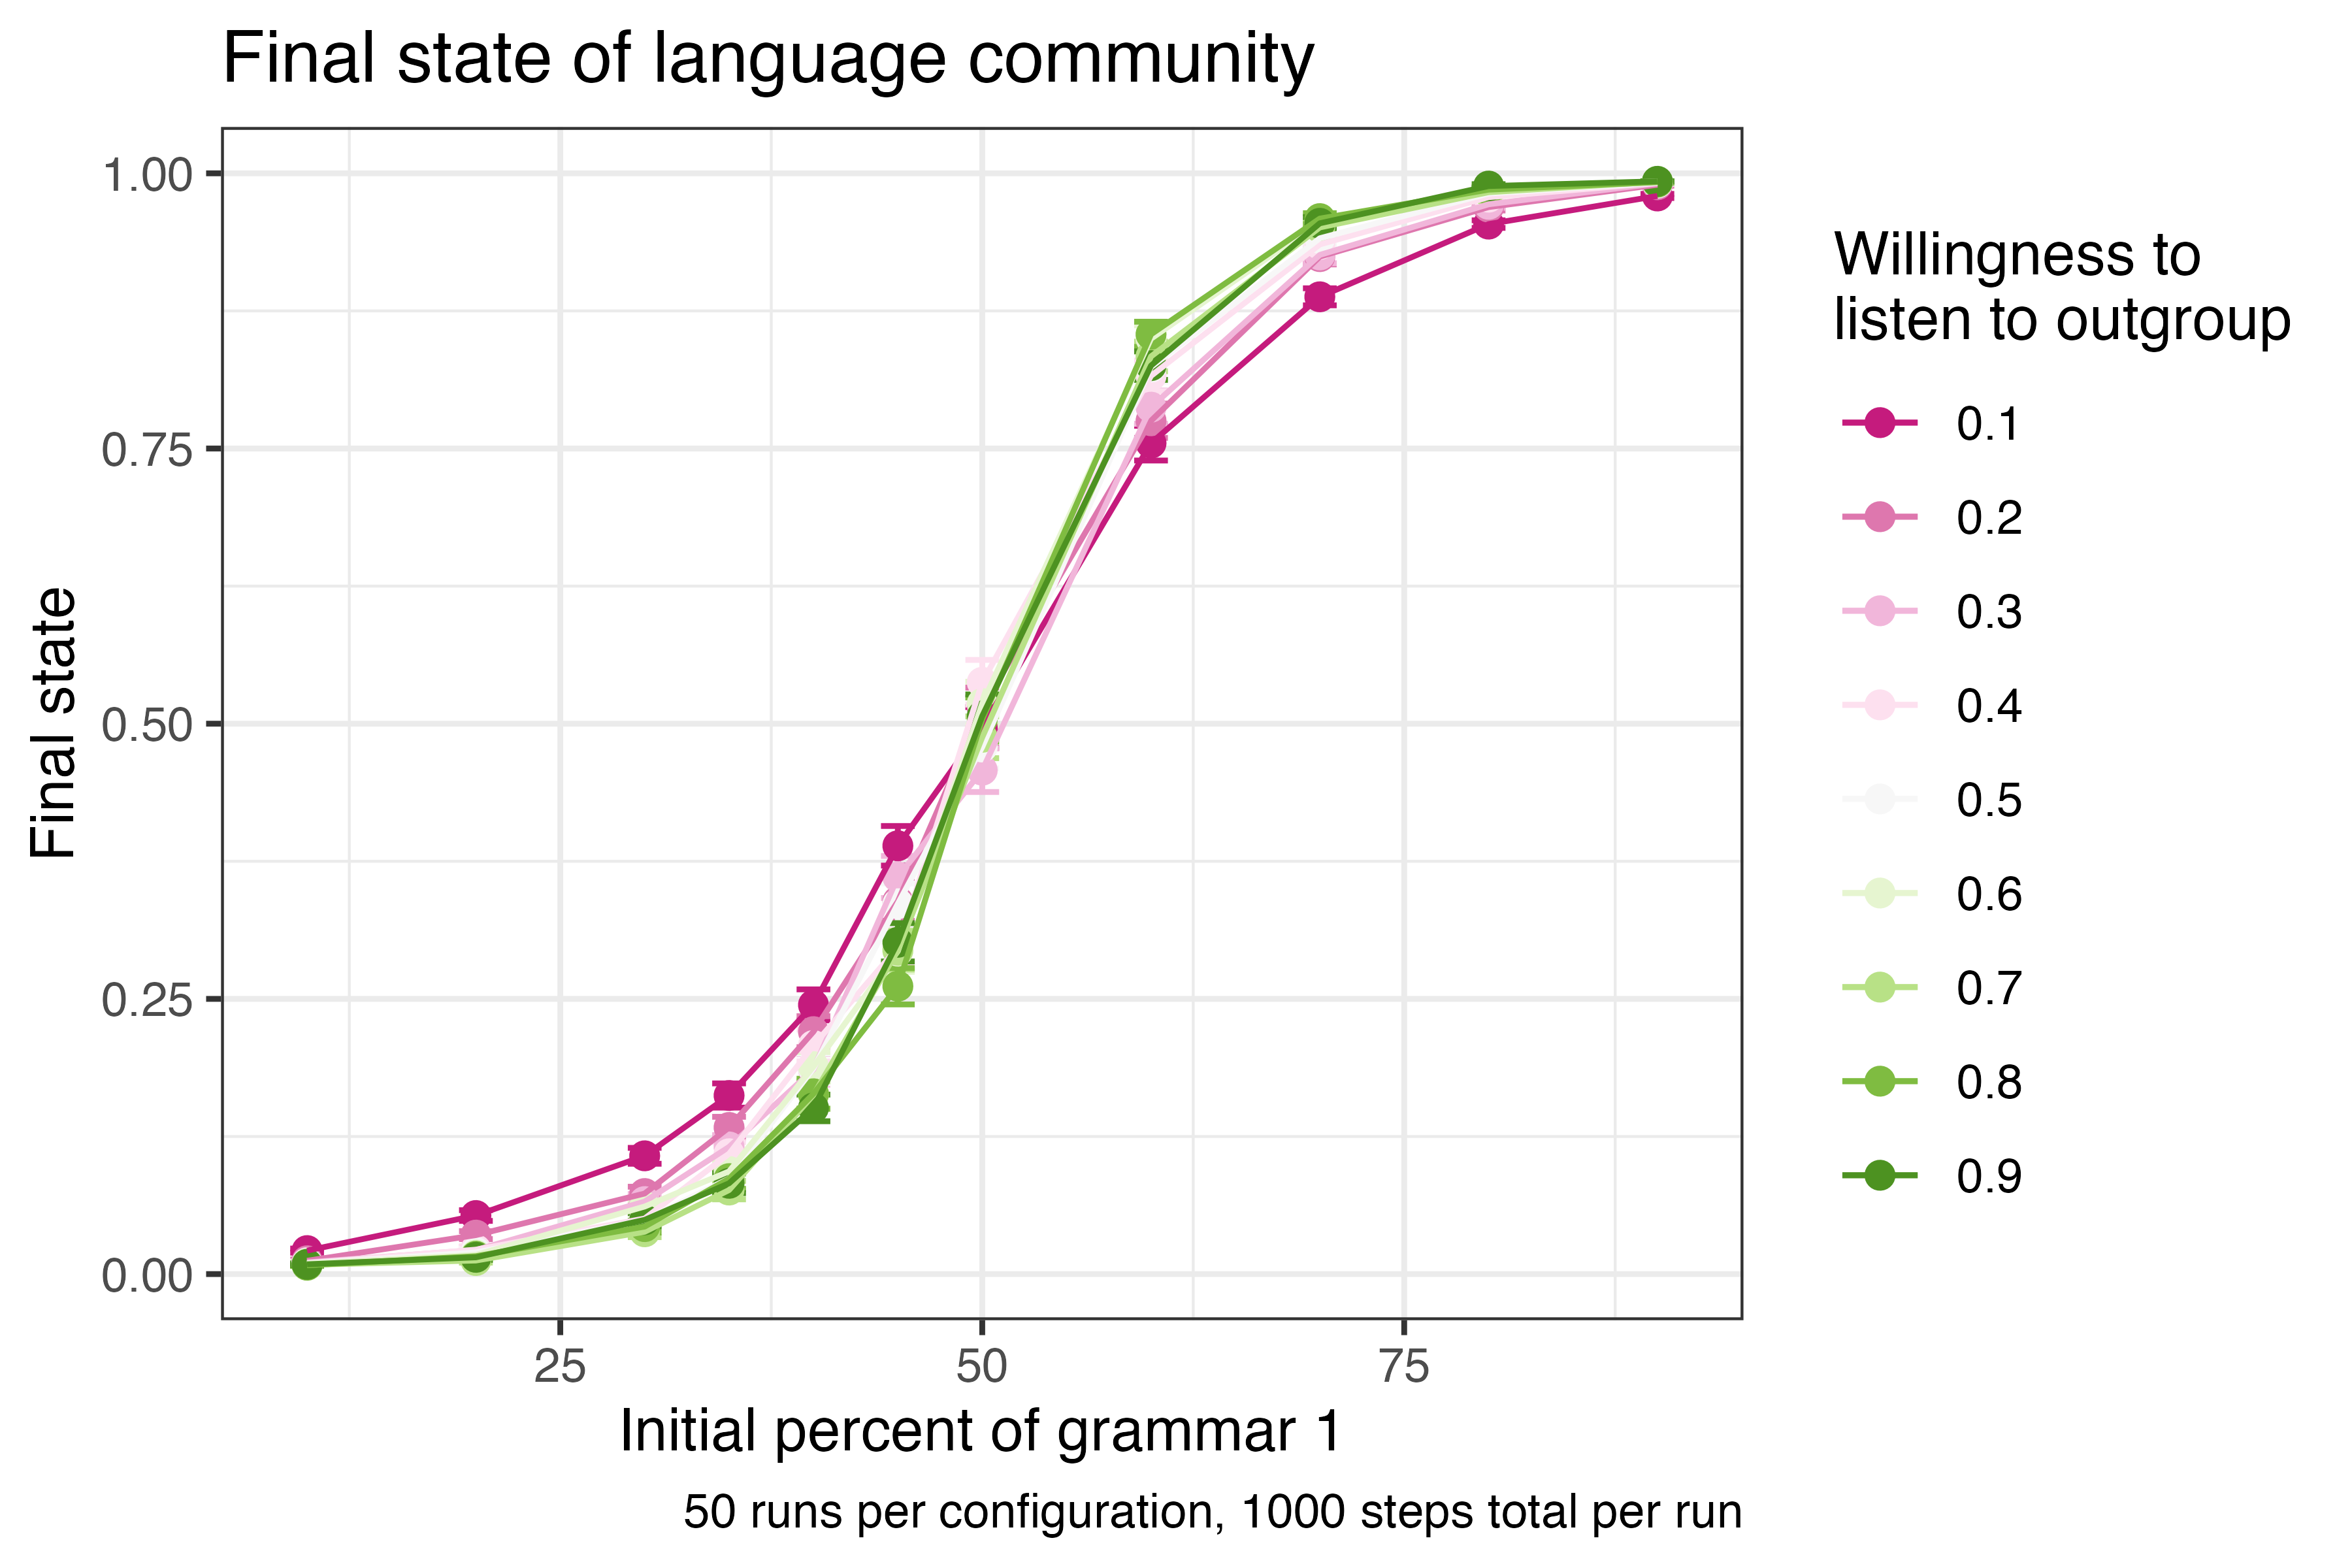 Final state of language community
1.00
0.75
0.50
0.25
0.00
Final state
25
50
75
Initial percent of grammar 1
50 runs per configuration, 1000 steps total per run
Willingness to
listen to outgroup
0.1
0.2
0.3
0.4
0.5
0.6
0.7
0.8
0.9